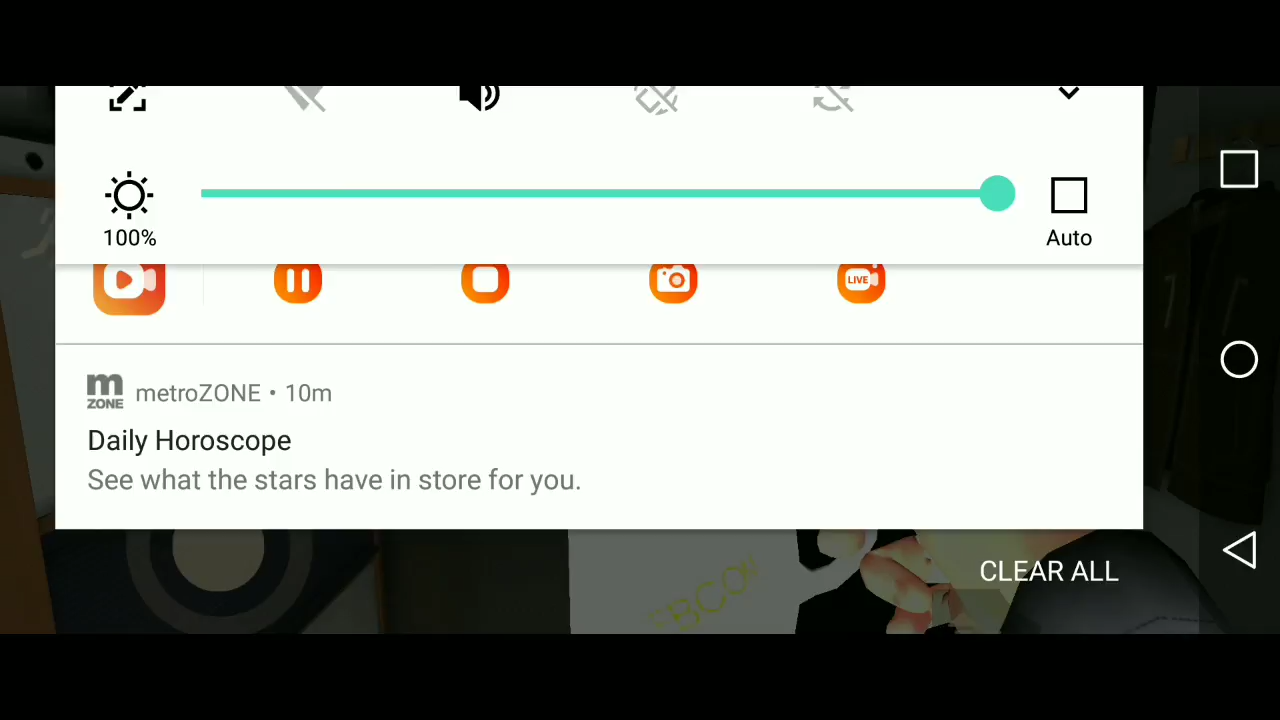 100%
Auto
LIVE
m
ZONE
metroZONE • 10m
Daily Horoscope
See what the stars have in store for you.
CLEAR ALL